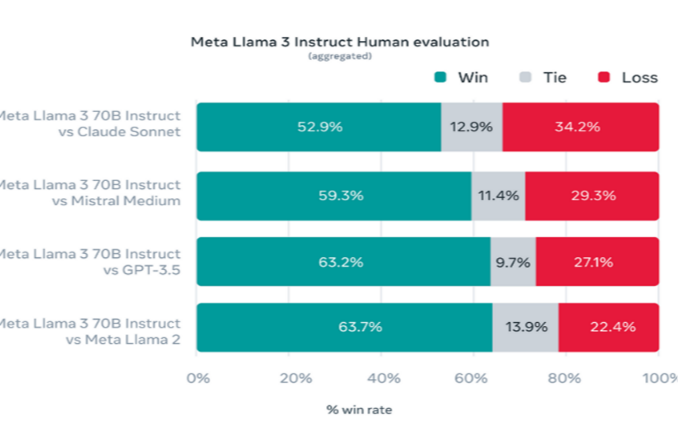 Meta Llama 3 Instruct Human evaluation
(aggregated)
Win Tie Loss
Meta Llama 3 70B Instruct
vs Claude Sonnet
52.9% 12.9% 34.2%
Meta Llama 3 70B Instruct
vs Mistral Medium
59.3% 11.4% 29.3%
Meta Llama 3 70B Instruct
vs GPT-3.5
63.2% 9.7% 27.1%
Meta Llama 3 70B Instruct
vs Meta Llama 2
63.7% 13.9% 22.4%
0% 20% 40% 60% 80% 100%
% win rate